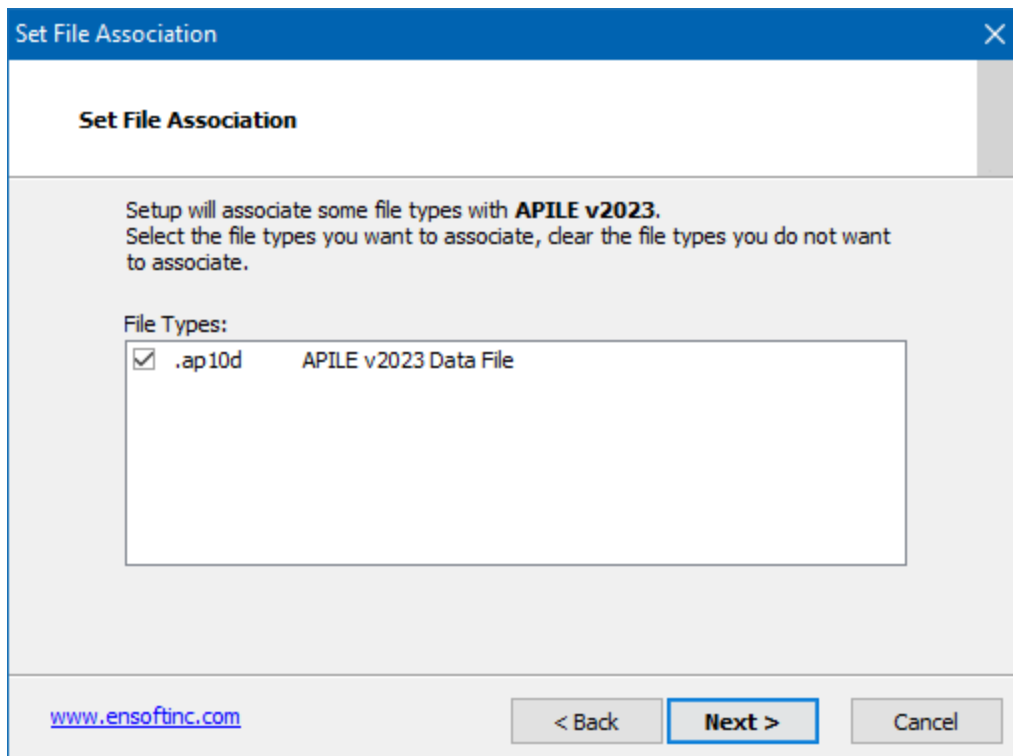 Set File Association
Set File Association
Setup will associate some file types with APILE v2023.
Select the file types you want to associate, clear the file types you do not want
to associate.
File Types:
.ap10d APILE v2023 Data File
www.ensoftinc.com
< Back
Next >
Cancel